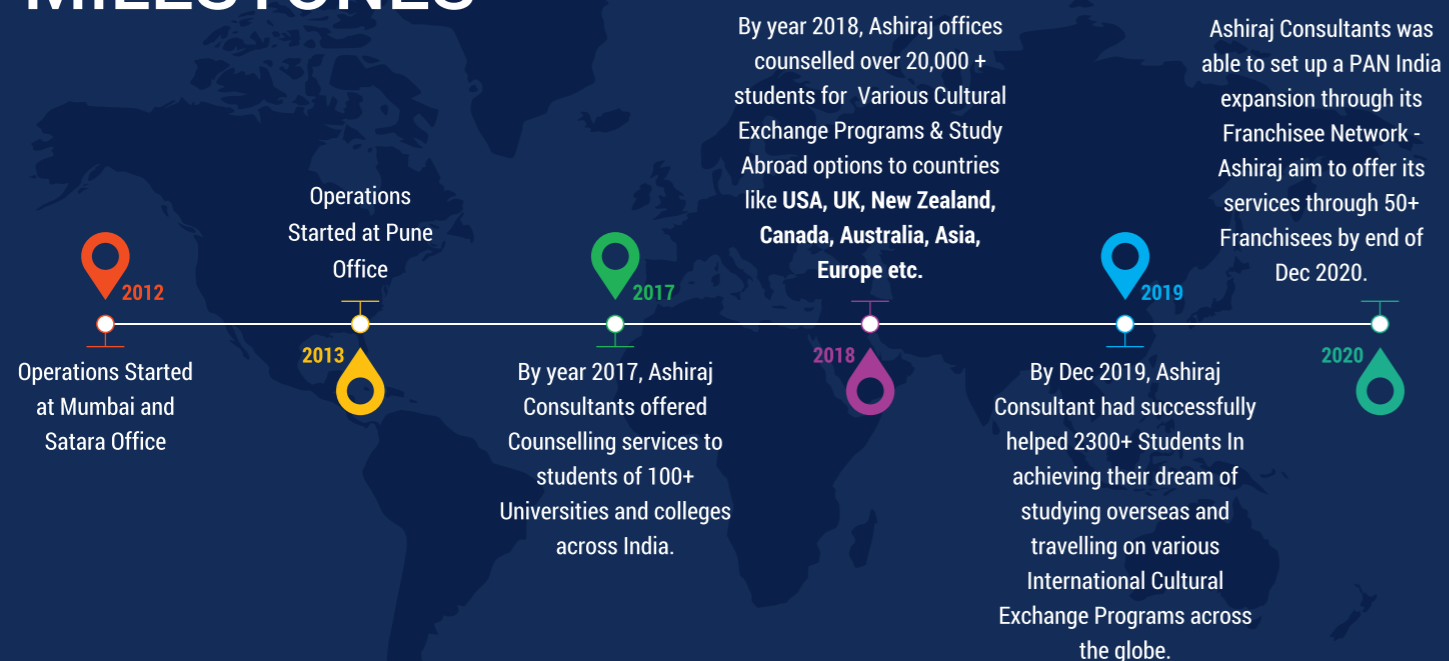 MILESTONES
2012
Operations Started
at Mumbai and
Satara Office
Operations
Started at Pune
Office
2013
2017
By year 2017, Ashiraj
Consultants offered
Counselling services to
students of 100+
Universities and colleges
across India.
By year 2018, Ashiraj offices
counselled over 20,000 +
students for Various Cultural
Exchange Programs & Study
Abroad options to countries
like USA, UK, New Zealand,
Canada, Australia, Asia,
Europe etc.
2018
2019
By Dec 2019, Ashiraj
Consultant had successfully
helped 2300+ Students In
achieving their dream of
studying overseas and
travelling on various
International Cultural
Exchange Programs across
the globe.
Ashiraj Consultants was
able to set up a PAN India
expansion through its
Franchisee Network -
Ashiraj aim to offer its
services through 50+
Franchisees by end of
Dec 2020.
2020